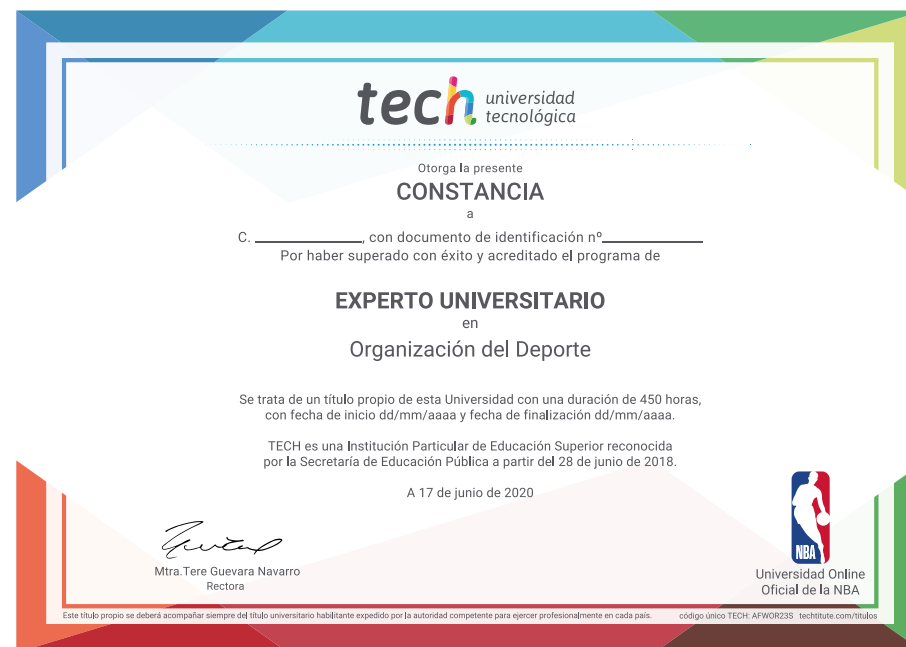 tech universidad
tecnológica
Otorga la presente
CONSTANCIA
a
C. ____________, con documento de identificación nº____________
Por haber superado con éxito y acreditado el programa de
EXPERTO UNIVERSITARIO
en
Organización del Deporte
Se trata de un título propio de esta Universidad con una duración de 450 horas,
con fecha de inicio dd/mm/aaaa y fecha de finalización dd/mm/aaaa.
TECH es una Institución Particular de Educación Superior reconocida
por la Secretaría de Educación Pública a partir del 28 de junio de 2018.
A 17 de junio de 2020
Mtra.Tere Guevara Navarro
Rectora
NBA
Universidad Online
Oficial de la NBA
Este título propio se deberá acompañar siempre del título universitario habilitante expedido por la autoridad competente para ejercer profesionalmente en cada país.
código único TECH: AFWOR23S techtitute.com/titulos